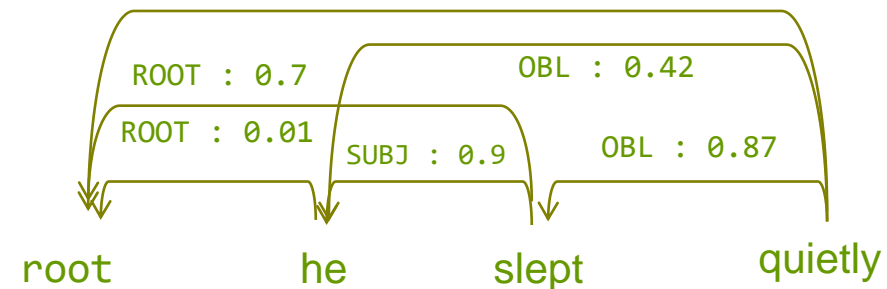 ROOT : 0.7
OBL : 0.42
ROOT : 0.01
SUBJ : 0.9
OBL : 0.87
root he slept quietly